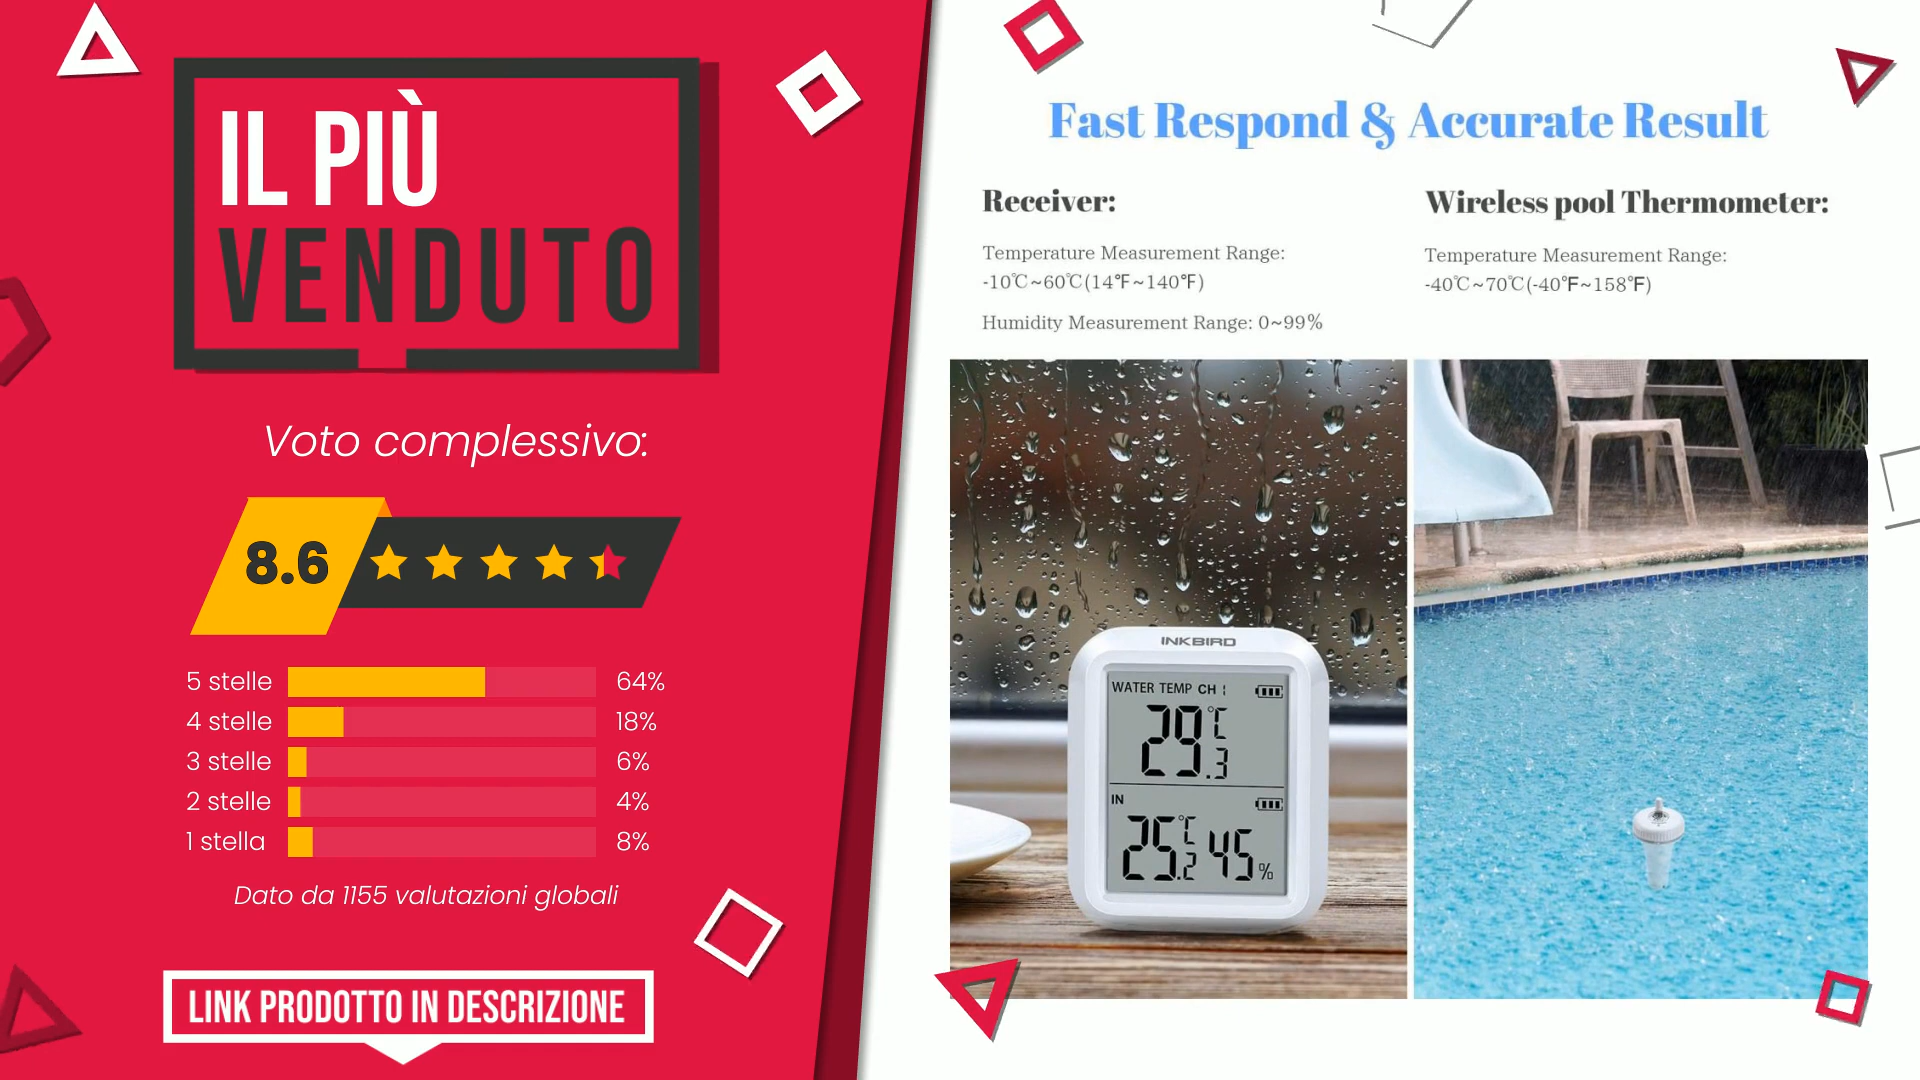 IL PIÙ
VENDUTO
Voto complessivo:
8.6
5 stelle 64%
4 stelle 18%
3 stelle 6%
2 stelle 4%
1 stella 8%
Dato da 1155 valutazioni globali
LINK PRODOTTO IN DESCRIZIONE
Fast Respond & Accurate Result
Receiver:
Temperature Measurement Range:
-10℃~60℃(14℉~140℉)
Humidity Measurement Range: 0~99%
Wireless pool Thermometer:
Temperature Measurement Range:
-40℃~70℃(-40℉~158℉)
INKBIRD
WATER TEMP CH 1
29.3 ℃
IN
25.2 ℃ 45 %